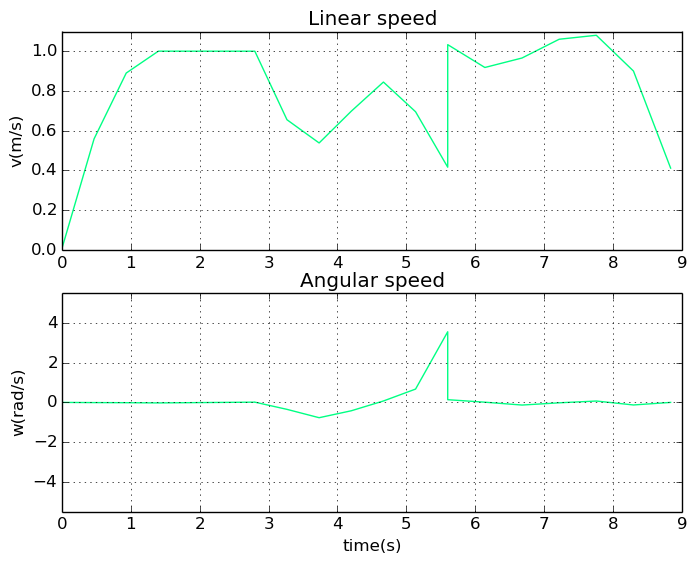 Linear speed
1.0
0.8
0.6
0.4
0.2
0.0
v(m/s)
0 1 2 3 4 5 6 7 8 9
Angular speed
4
2
0
−2
−4
w(rad/s)
0 1 2 3 4 5 6 7 8 9
time(s)